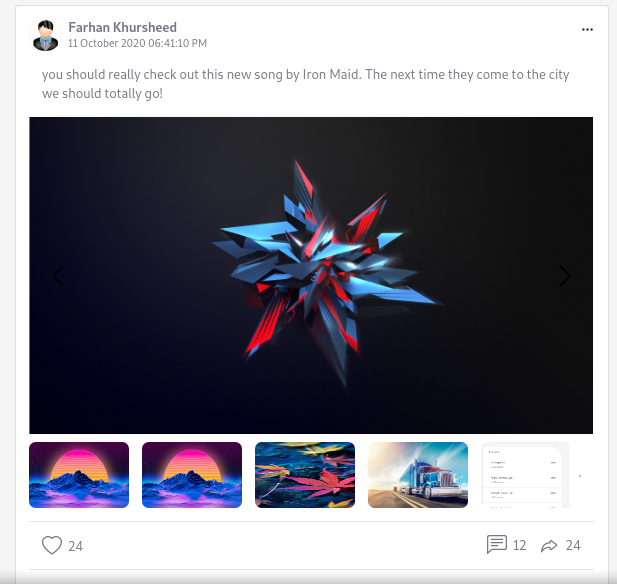 Farhan Khursheed
11 October 2020 06:41:10 PM
you should really check out this new song by Iron Maid. The next time they come to the city
we should totally go!
24
12
24